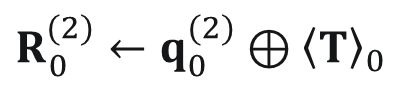 𝐑₀⁽²⁾ ← 𝐪₀⁽²⁾ ⊕ ⟨𝐓⟩₀